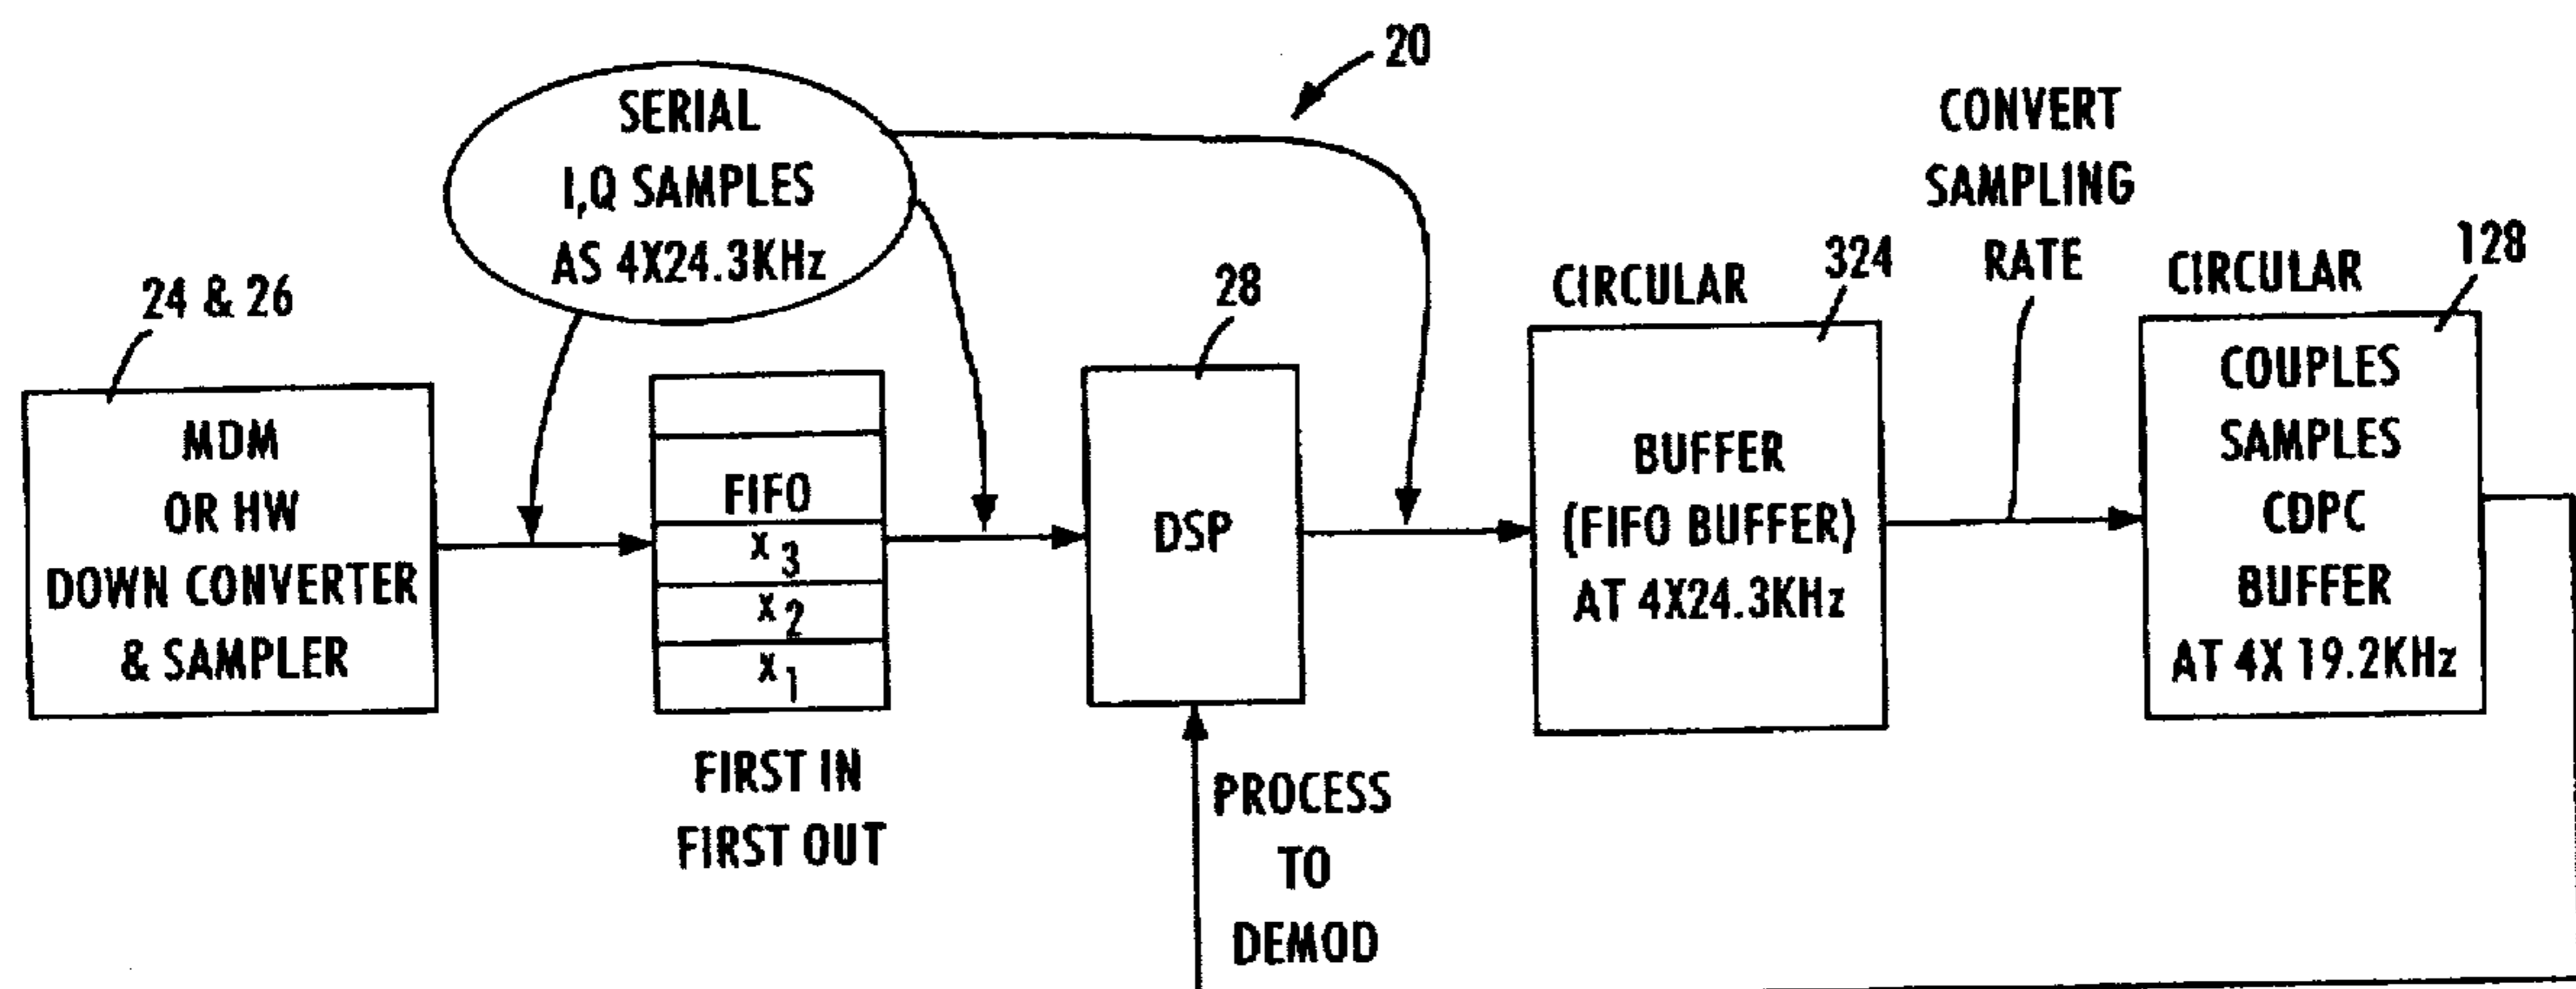 20
SERIAL
I,Q SAMPLES
AS 4X24.3KHz
CONVERT
SAMPLING
RATE
24 & 26
28
CIRCULAR
324
CIRCULAR
128
MDM
OR HW
DOWN CONVERTER
& SAMPLER
FIFO
X3
X2
X1
FIRST IN
FIRST OUT
DSP
PROCESS
TO
DEMOD
BUFFER
(FIFO BUFFER)
AT 4X24.3KHz
COUPLES
SAMPLES
CDPC
BUFFER
AT 4X 19.2KHz